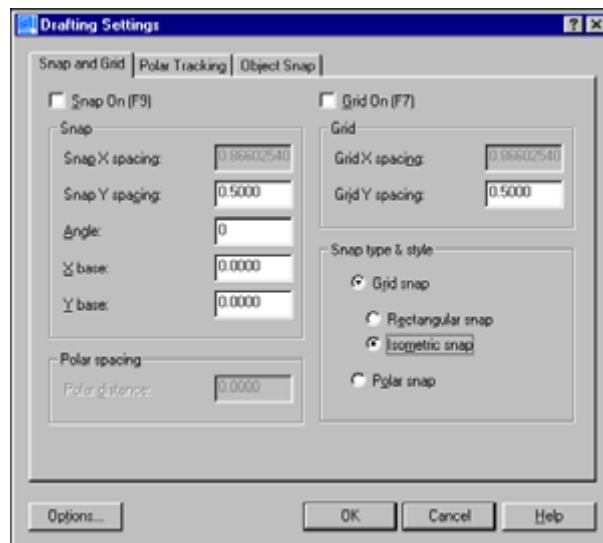 Drafting Settings
Snap and Grid Polar Tracking Object Snap
Snap On (F9)
Snap
Snap X spacing: 0.86602540
Snap Y spacing: 0.5000
Angle: 0
X base: 0.0000
Y base: 0.0000
Polar spacing
Polar distance: 0.0000
Grid On (F7)
Grid
Grid X spacing: 0.86602540
Grid Y spacing: 0.5000
Snap type & style
Grid snap
Rectangular snap
Isometric snap
Polar snap
Options... OK Cancel Help